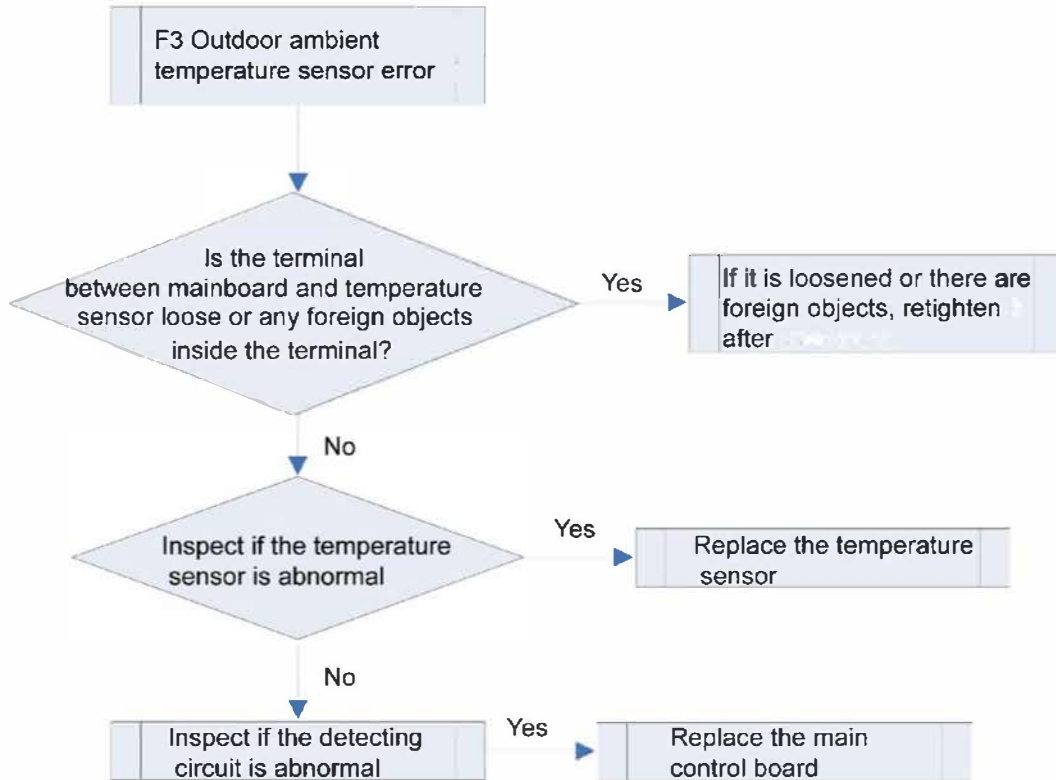 F3 Outdoor ambient
temperature sensor error
Is the terminal
between mainboard and temperature
sensor loose or any foreign objects
inside the terminal?
Yes
If it is loosened or there are
foreign objects, retighten
after
No
Inspect if the temperature
sensor is abnormal
Yes
Replace the temperature
sensor
No
Inspect if the detecting
circuit is abnormal
Yes
Replace the main
control board